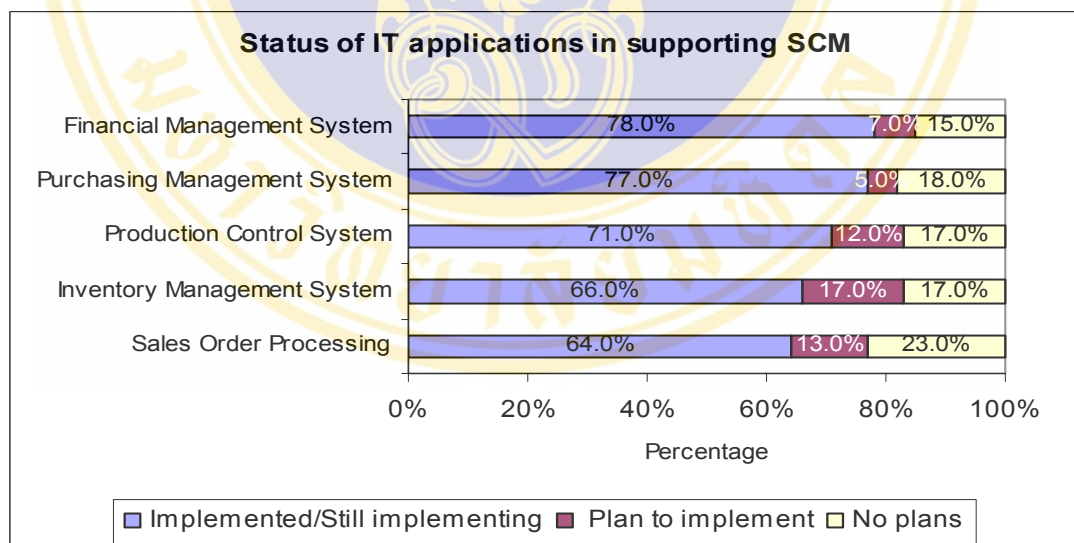 Status of IT applications in supporting SCM
Financial Management System 78.0% 7.0% 15.0%
Purchasing Management System 77.0% 5.0% 18.0%
Production Control System 71.0% 12.0% 17.0%
Inventory Management System 66.0% 17.0% 17.0%
Sales Order Processing 64.0% 13.0% 23.0%
0% 20% 40% 60% 80% 100%
Percentage
Implemented/Still implementing Plan to implement No plans